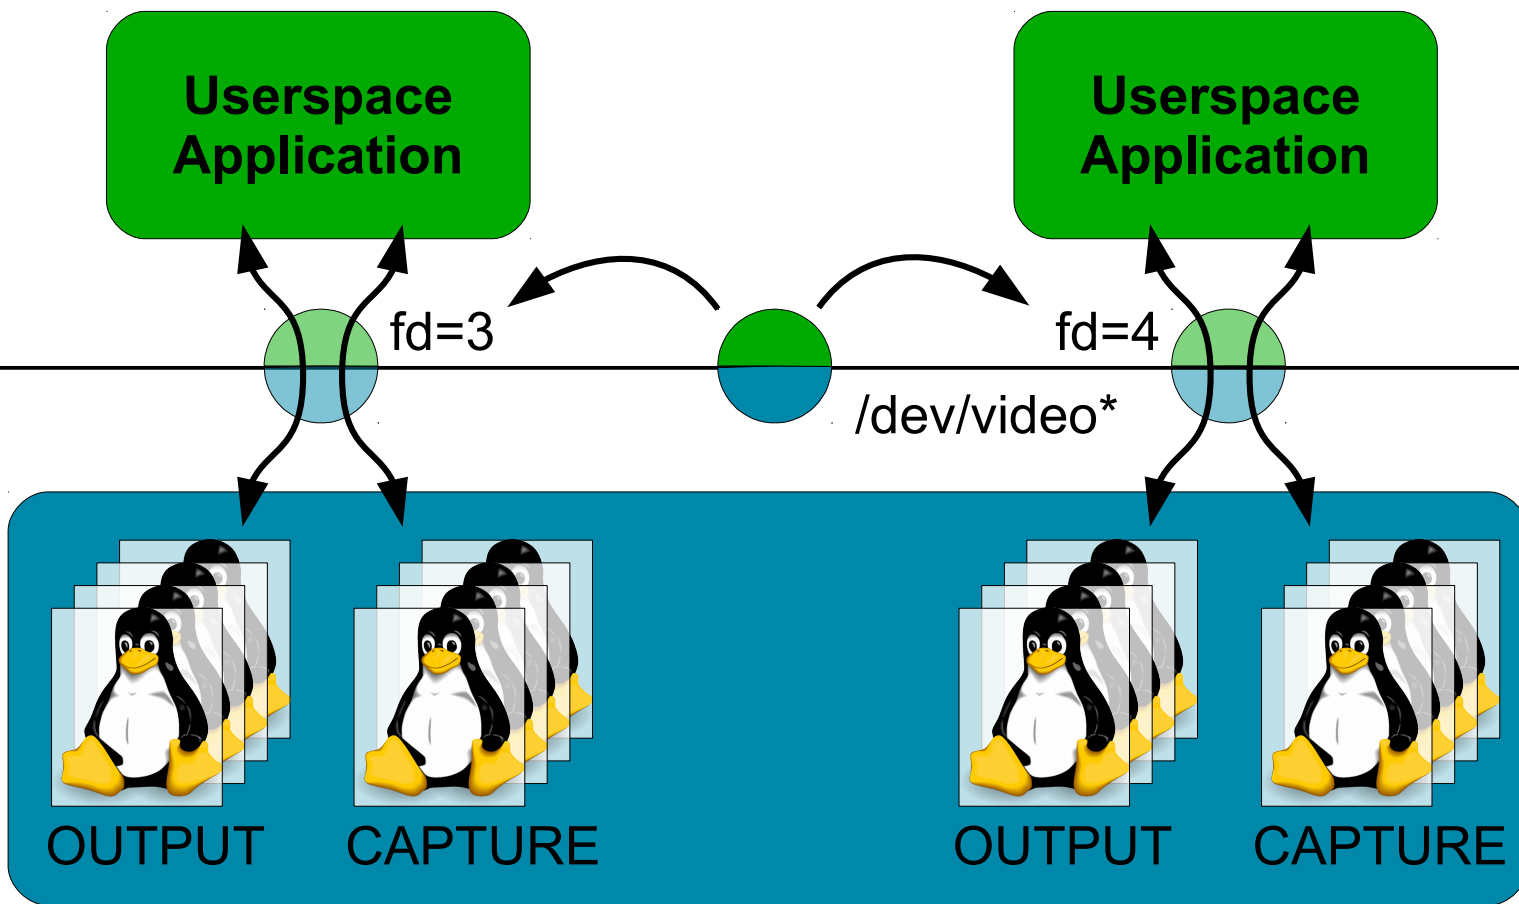 Userspace
Application
Userspace
Application
fd=3
fd=4
/dev/video*
OUTPUT
CAPTURE
OUTPUT
CAPTURE